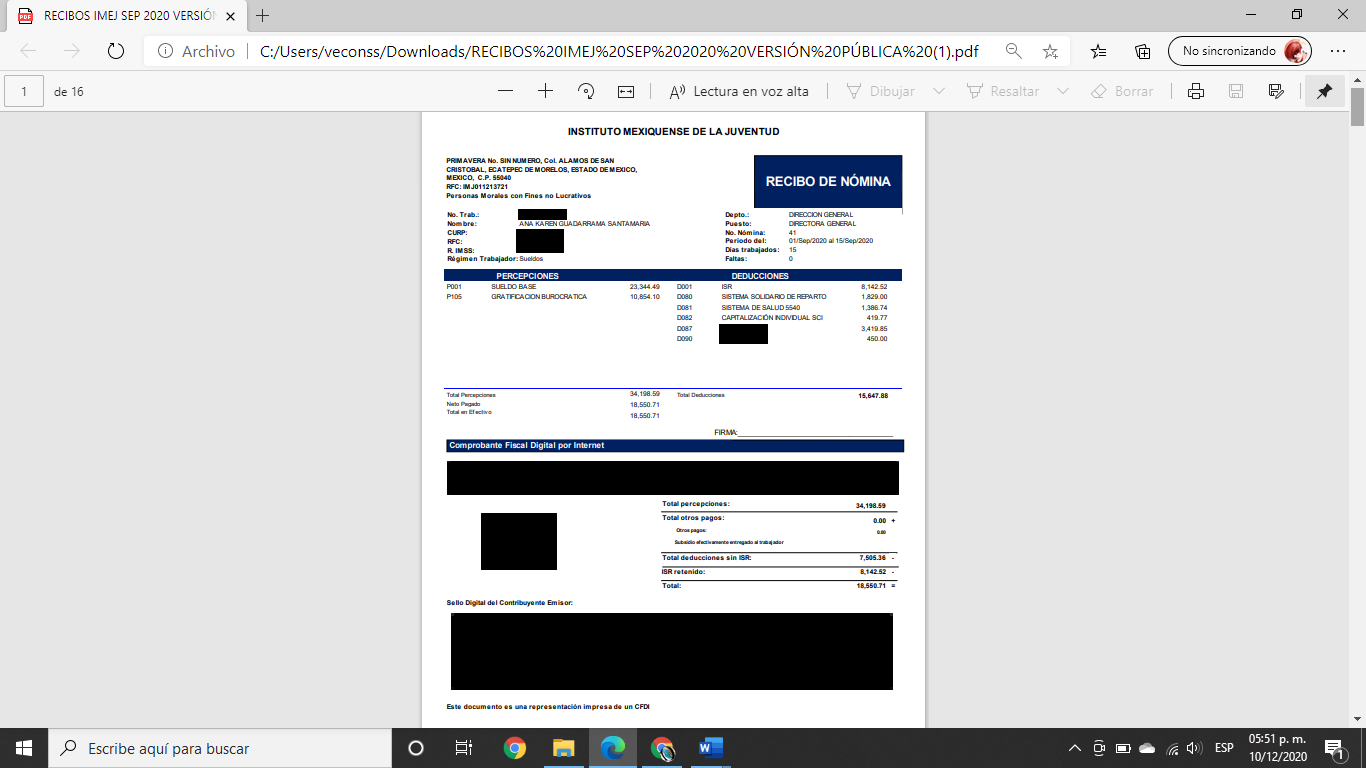 RECIBOS IMEJ SEP 2020 VERSIÓN
Archivo C:/Users/veconss/Downloads/RECIBOS%20IMEJ%20SEP%202020%20VERSIÓN%20PÚBLICA%20(1).pdf No sincronizando
1 de 16 Lectura en voz alta Dibujar Resaltar Borrar
INSTITUTO MEXIQUENSE DE LA JUVENTUD
PRIMAVERA No. SIN NUMERO, Col. ALAMOS DE SAN
CRISTOBAL, ECATEPEC DE MORELOS, ESTADO DE MEXICO,
MEXICO, C.P. 55040
RFC: IMJ011213721
Personas Morales con Fines no Lucrativos
RECIBO DE NÓMINA
No. Trab.: Depto.: DIRECCION GENERAL
Nombre: ANA KAREN GUADARRAMA SANTAMARIA Puesto: DIRECTORA GENERAL
CURP: No. Nómina: 41
RFC: Periodo del: 01/Sep/2020 al 15/Sep/2020
R. IMSS: Días trabajados: 15
Régimen Trabajador: Sueldos Faltas: 0
PERCEPCIONES DEDUCCIONES
P001 SUELDO BASE 23,344.49 D001 ISR 8,142.52
P105 GRATIFICACION BUROCRATICA 10,854.10 D080 SISTEMA SOLIDARIO DE REPARTO 1,829.00
D081 SISTEMA DE SALUD 5540 1,386.74
D082 CAPITALIZACIÓN INDIVIDUAL SCI 419.77
D087 3,419.85
D090 450.00
Total Percepciones 34,198.59 Total Deducciones 15,647.88
Neto Pagado 18,550.71
Total en Efectivo 18,550.71
FIRMA:
Comprobante Fiscal Digital por Internet
Total percepciones: 34,198.59
Total otros pagos: 0.00 +
Otros pagos: 0.00
Subsidio efectivamente entregado al trabajador
Total deducciones sin ISR: 7,505.36 -
ISR retenido: 8,142.52 -
Total: 18,550.71 =
Sello Digital del Contribuyente Emisor:
Este documento es una representación impresa de un CFDI
Escribe aquí para buscar ESP 05:51 p. m.
10/12/2020 1